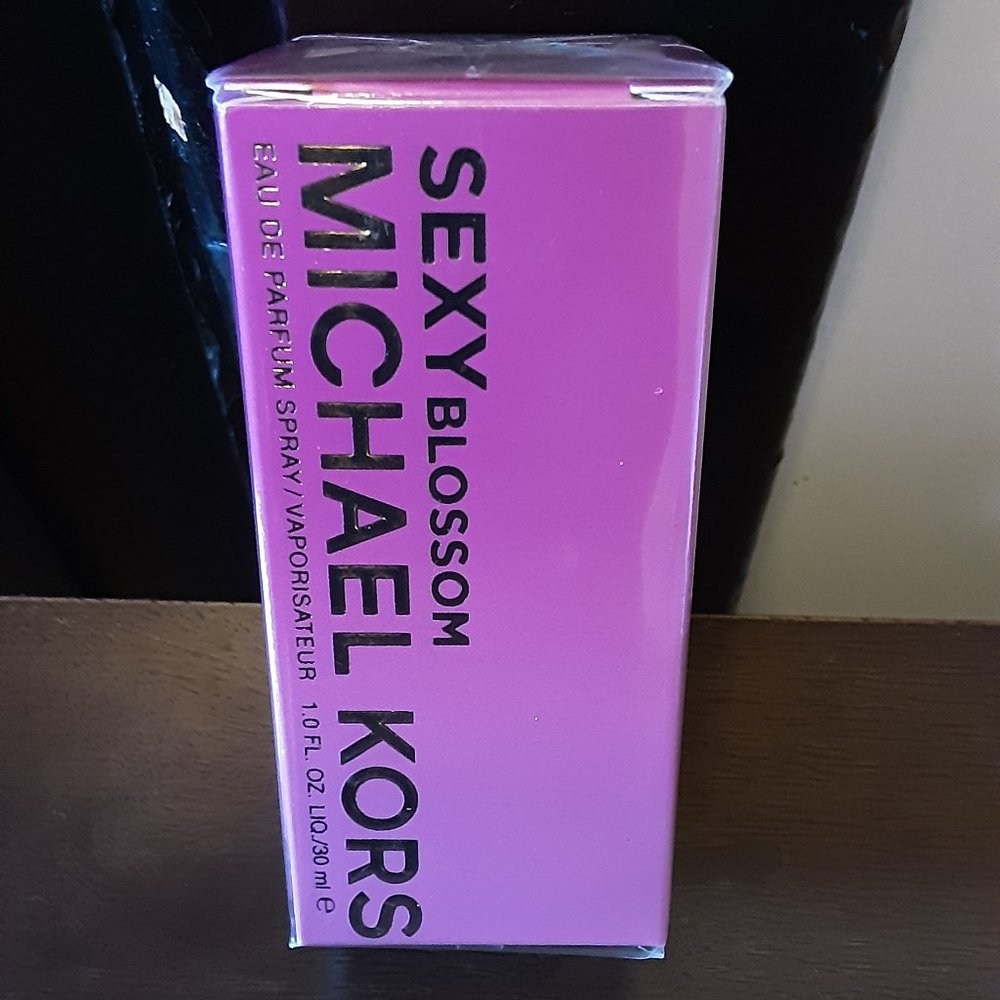 SEXY BLOSSOM
MICHAEL KORS
EAU DE PARFUM SPRAY/VAPORISATEUR 1.0 FL. OZ. LIQ./30 ml ℮